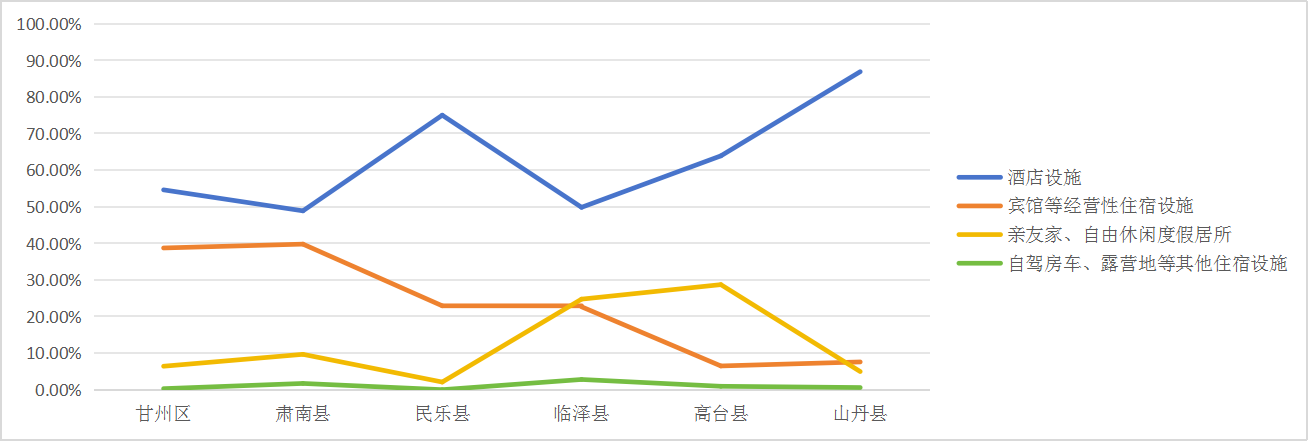 100.00%
90.00%
80.00%
70.00%
60.00%
50.00%
40.00%
30.00%
20.00%
10.00%
0.00%
甘州区 肃南县 民乐县 临泽县 高台县 山丹县
酒店设施
宾馆等经营性住宿设施
亲友家、自由休闲度假居所
自驾房车、露营地等其他住宿设施